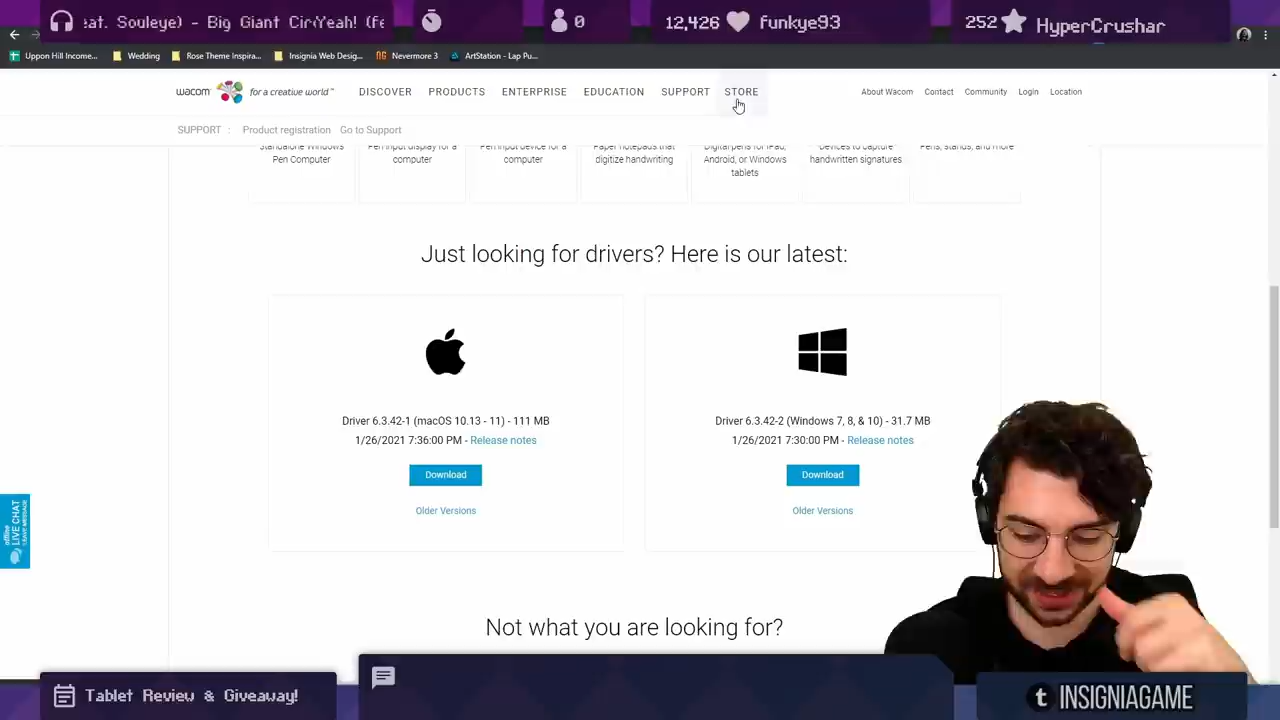 eat. Souleye) - Big Giant Cir
Yeah! (fe
0
12,426 funkye93
252 HyperCrushar
Uppon Hill Income...
Wedding
Rose Theme Inspira...
Insignia Web Desig...
Nevermore 3
ArtStation - Lap Pu...
wacom for a creative world™
DISCOVER PRODUCTS ENTERPRISE EDUCATION SUPPORT STORE
About Wacom Contact Community Login Location
SUPPORT : Product registration Go to Support
Standalone Windows
Pen Computer
Pen input display for a
computer
Pen input device for a
computer
Paper notepads that
digitize handwriting
Digital pens for iPad,
Android, or Windows
tablets
Devices to capture
handwritten signatures
Pens, stands, and more
Just looking for drivers? Here is our latest:
Driver 6.3.42-1 (macOS 10.13 - 11) - 111 MB
1/26/2021 7:36:00 PM - Release notes
Download
Older Versions
Driver 6.3.42-2 (Windows 7, 8, & 10) - 31.7 MB
1/26/2021 7:30:00 PM - Release notes
Download
Older Versions
offline
LIVE CHAT
LEAVE MESSAGE
Not what you are looking for?
Tablet Review & Giveaway!
t INSIGNIAGAME